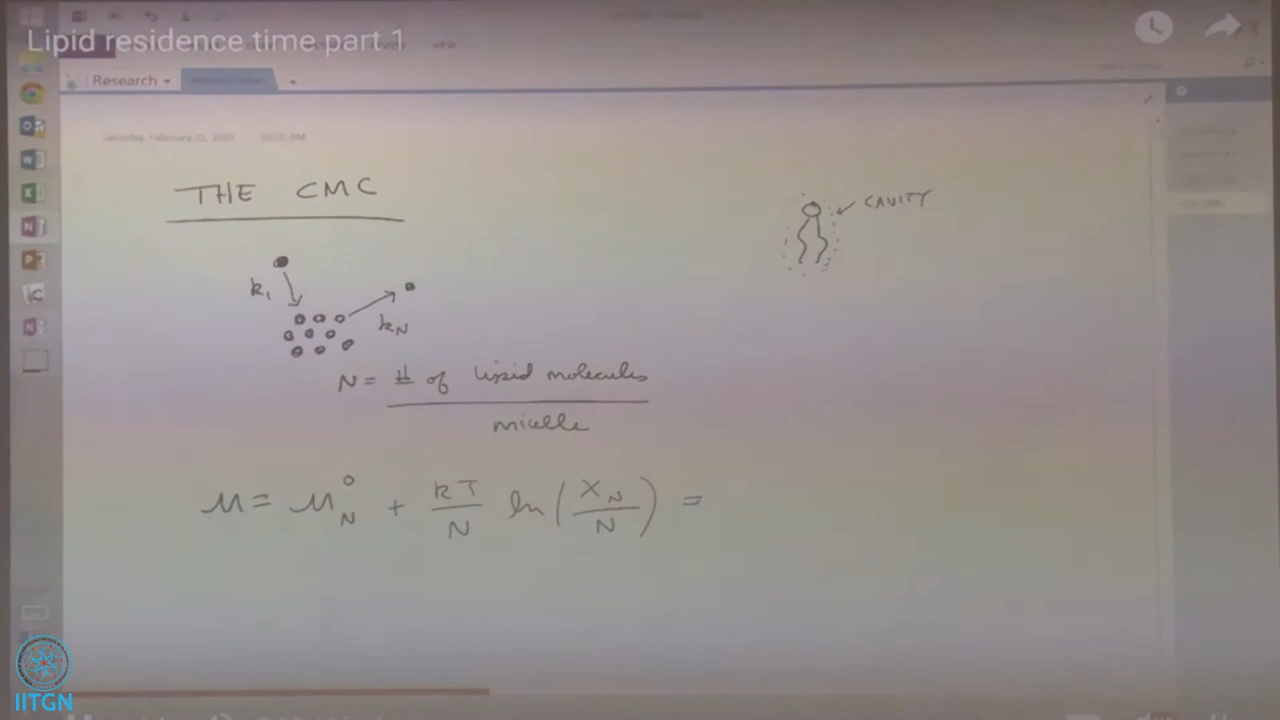 Lipid residence time part 1
Research
THE CMC
CAVITY
k₁
kN
N = # of lipid molecules
micelle
μ = μ°N + kT/N ln(XN/N) =
IITGN